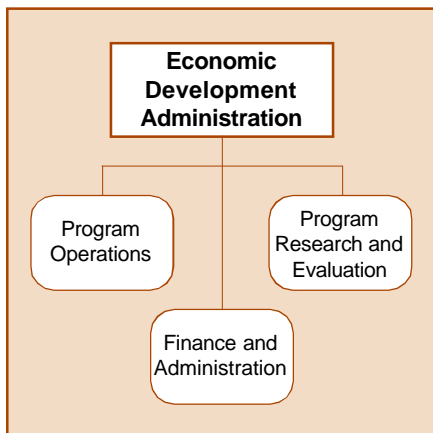 Economic
Development
Administration
Program
Operations
Program
Research and
Evaluation
Finance and
Administration